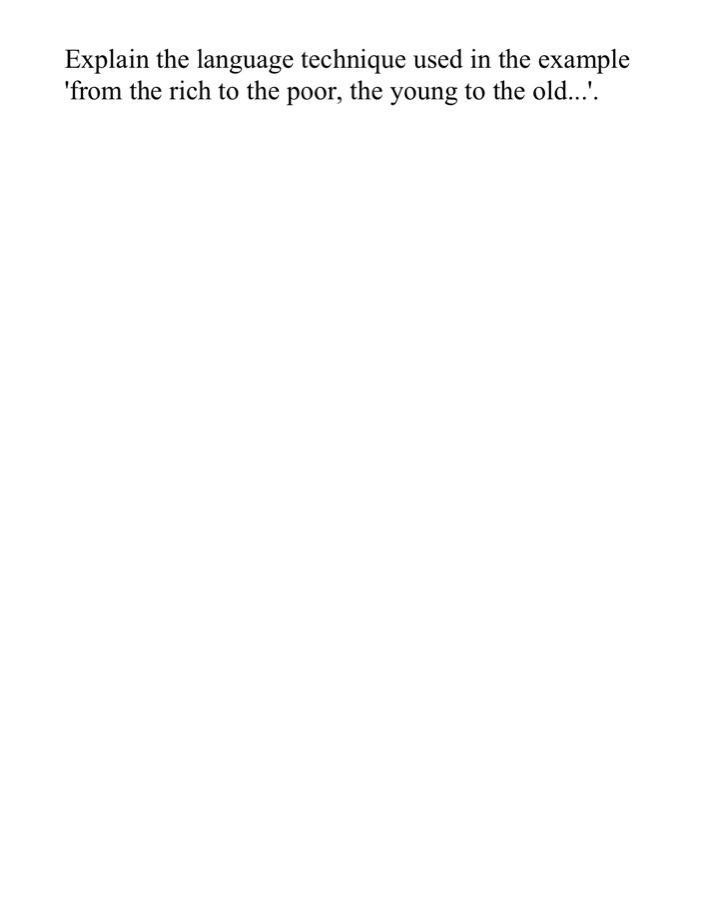 Explain the language technique used in the example
'from the rich to the poor, the young to the old...'.